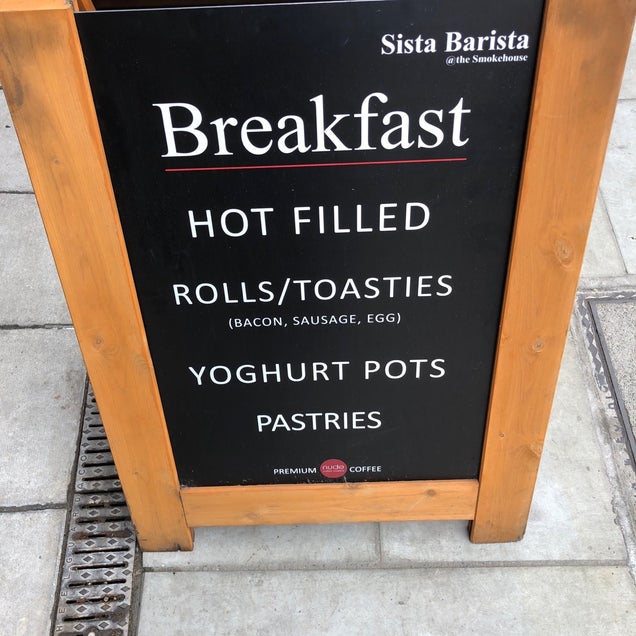 Sista Barista
@the Smokehouse
Breakfast
HOT FILLED
ROLLS/TOASTIES
(BACON, SAUSAGE, EGG)
YOGHURT POTS
PASTRIES
PREMIUM nude COFFEE